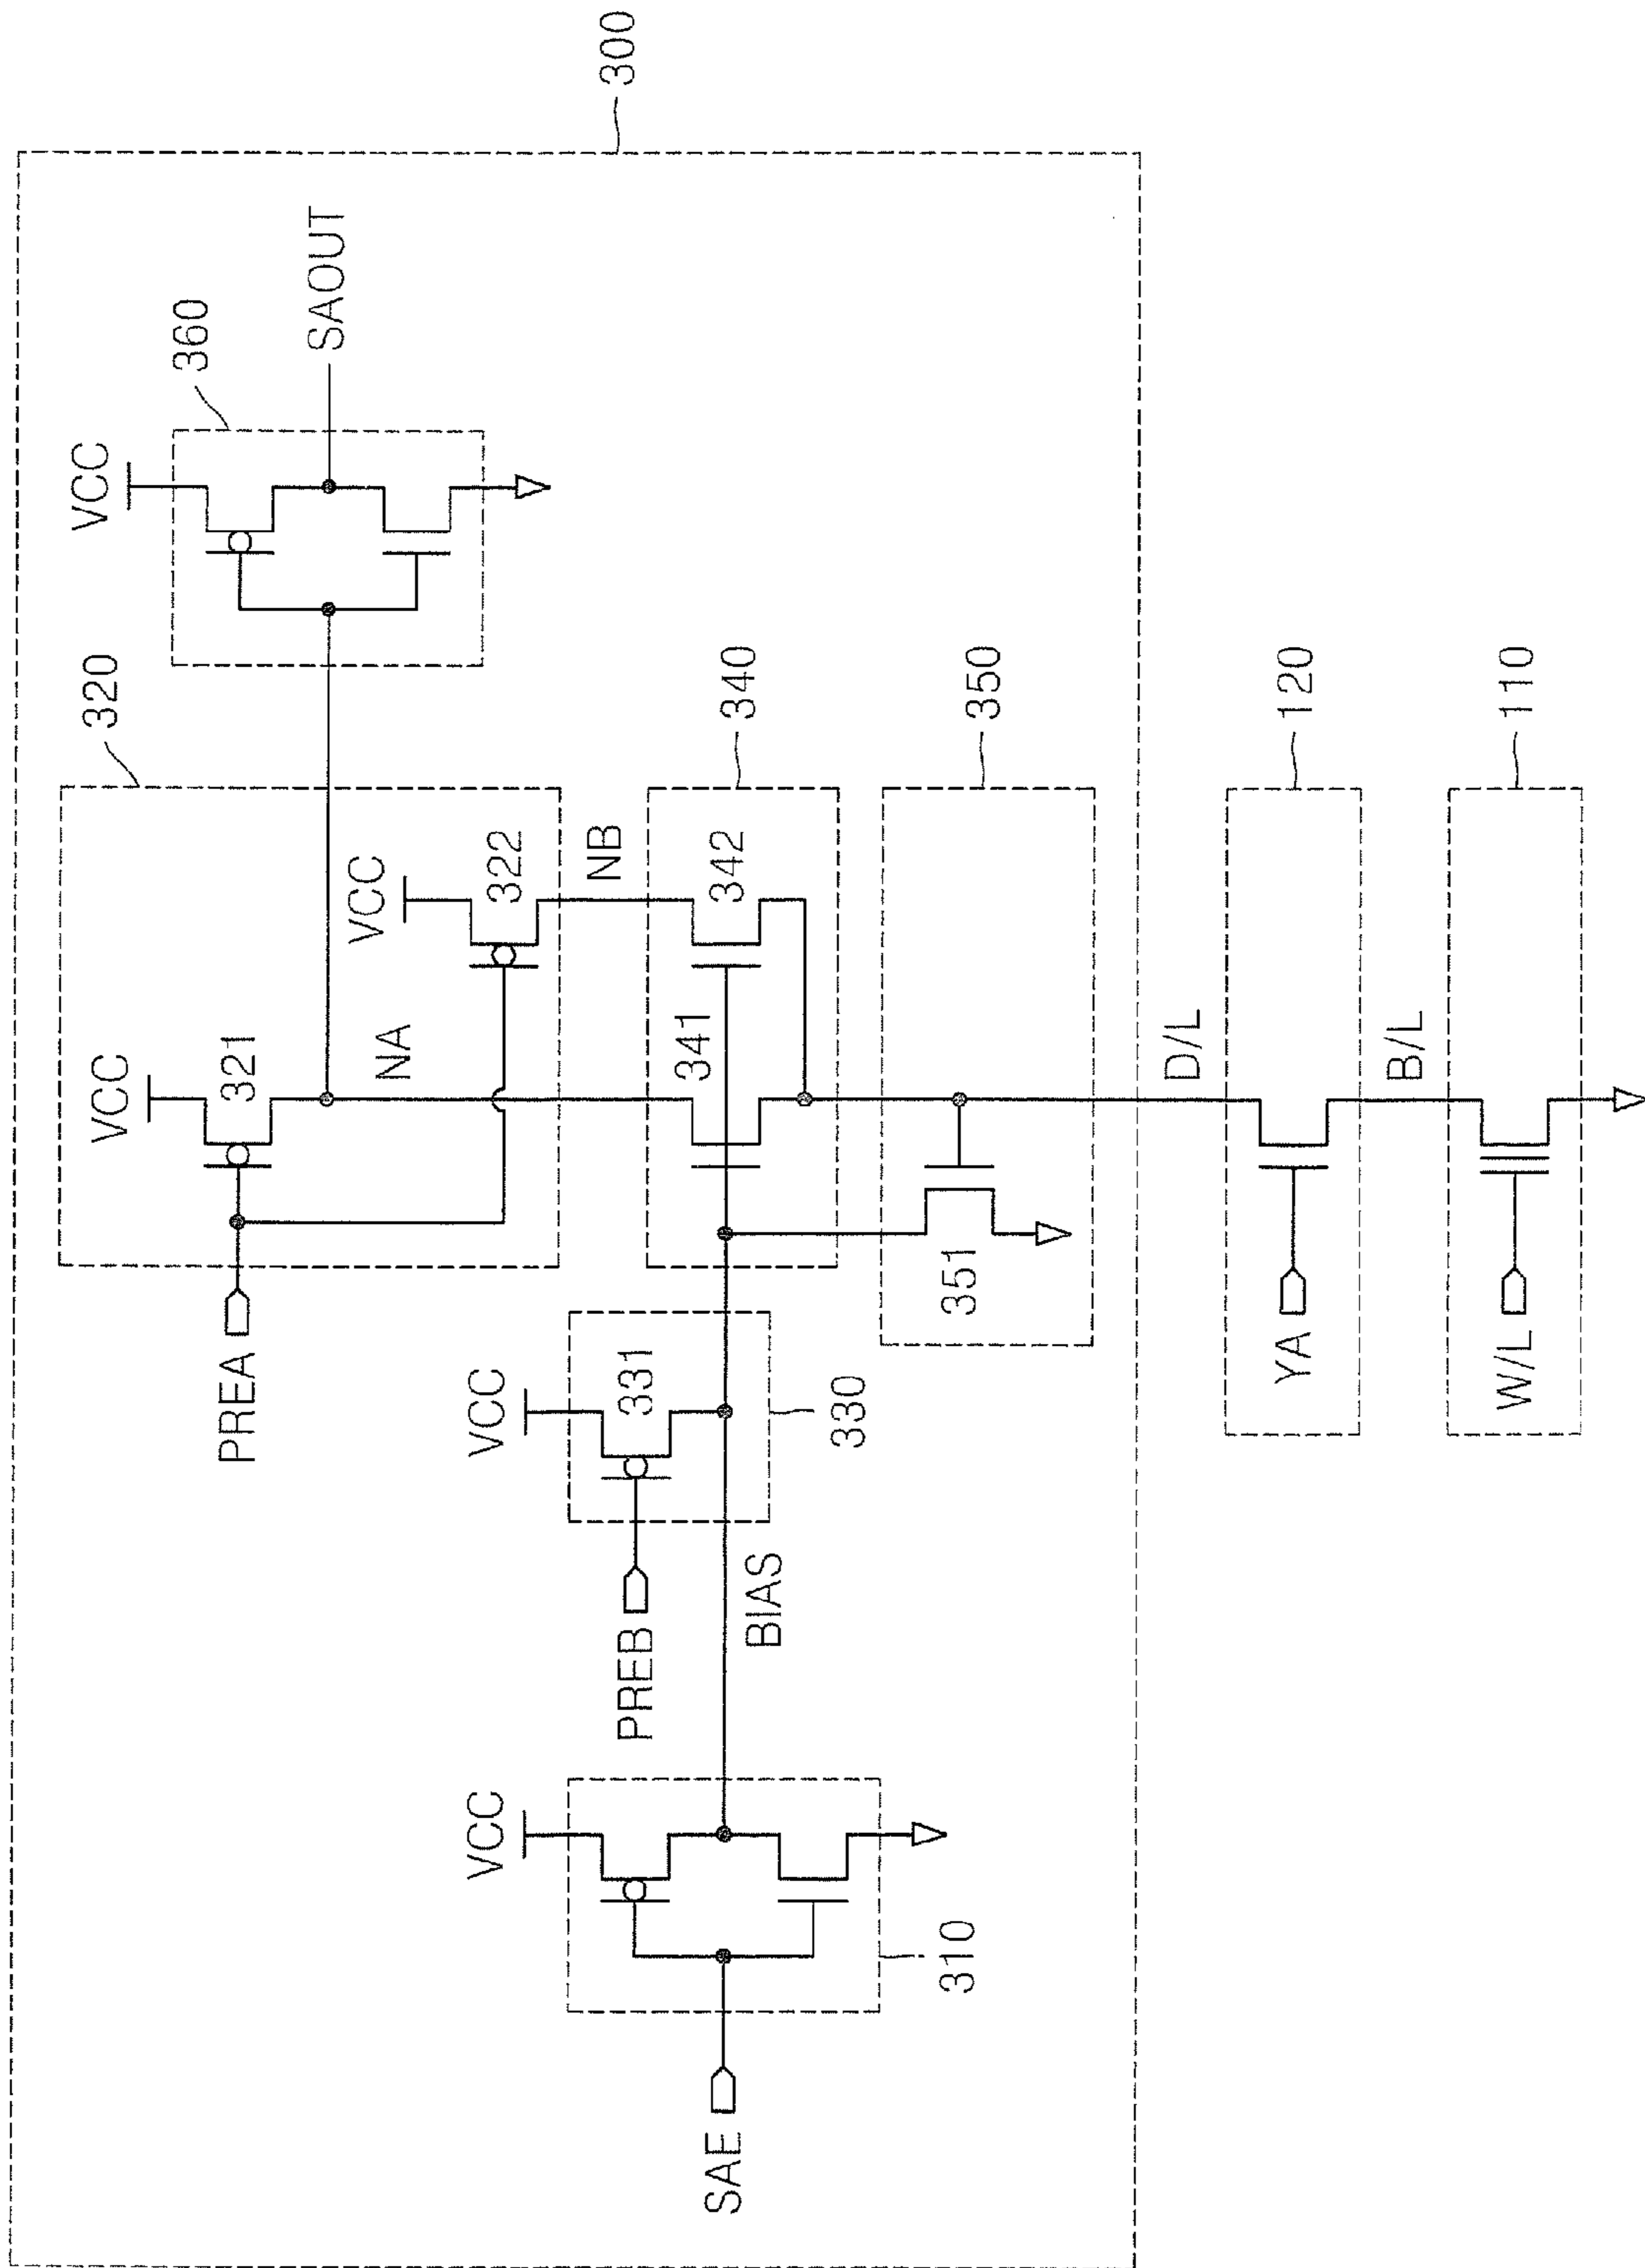 300
VCC
360
SAOUT
320
VCC
321
NA
VCC
322
NB
PREA
340
341
342
350
351
VCC
331
330
PREB
BIAS
VCC
310
SAE
D/L
120
YA
B/L
110
W/L